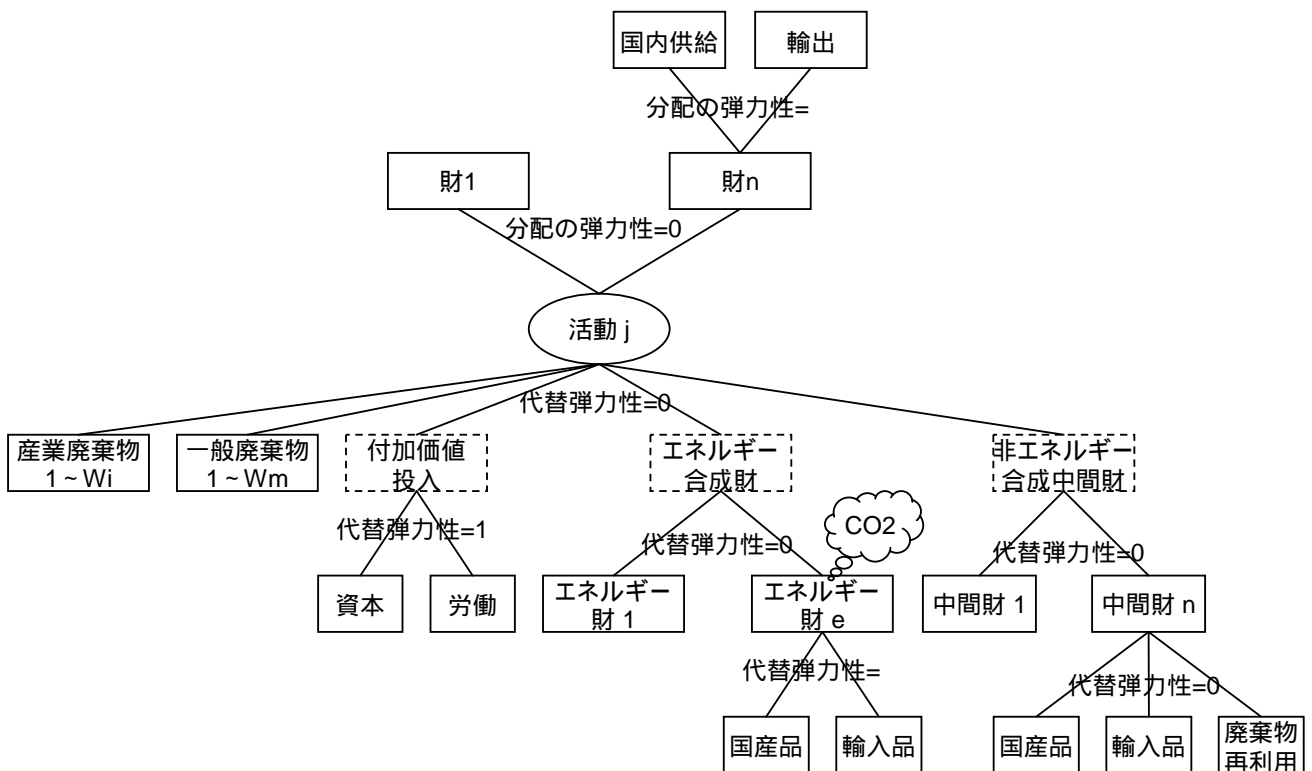 国内供給
輸出
分配の弾力性=
財1
財n
分配の弾力性=0
活動 j
代替弾力性=0
産業廃棄物
1~Wi
一般廃棄物
1~Wm
付加価値
投入
エネルギー
合成財
非エネルギー
合成中間財
CO2
代替弾力性=1
代替弾力性=0
代替弾力性=0
資本
労働
エネルギー
財 1
エネルギー
財 e
中間財 1
中間財 n
代替弾力性=
代替弾力性=0
国産品
輸入品
国産品
輸入品
廃棄物
再利用